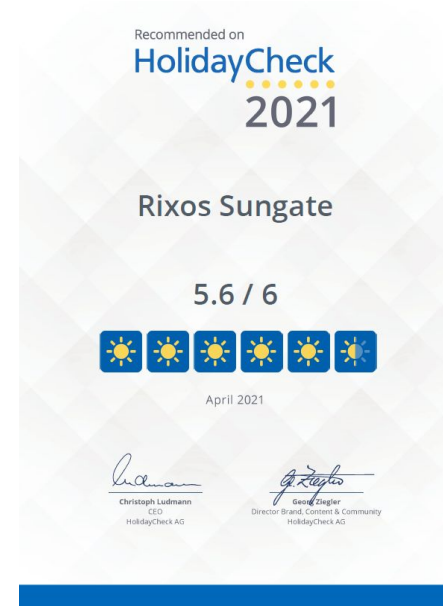 Recommended on
HolidayCheck
2021
Rixos Sungate
5.6 / 6
April 2021
Christoph Ludmann
CEO
HolidayCheck AG
Georg Ziegler
Director Brand, Content & Community
HolidayCheck AG